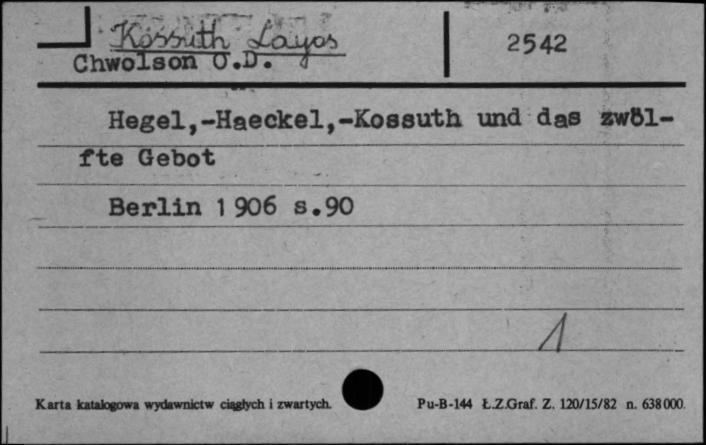 Kossuth Layos
2542
Chwolson O.D.
Hegel,-Haeckel,-Kossuth und das zwöl-
fte Gebot
Berlin 1906 s.90
1
Karta katalogowa wydawnictw ciągłych i zwartych.
Pu-B-144 Ł.Z.Graf. Z. 120/15/82 n. 638000.